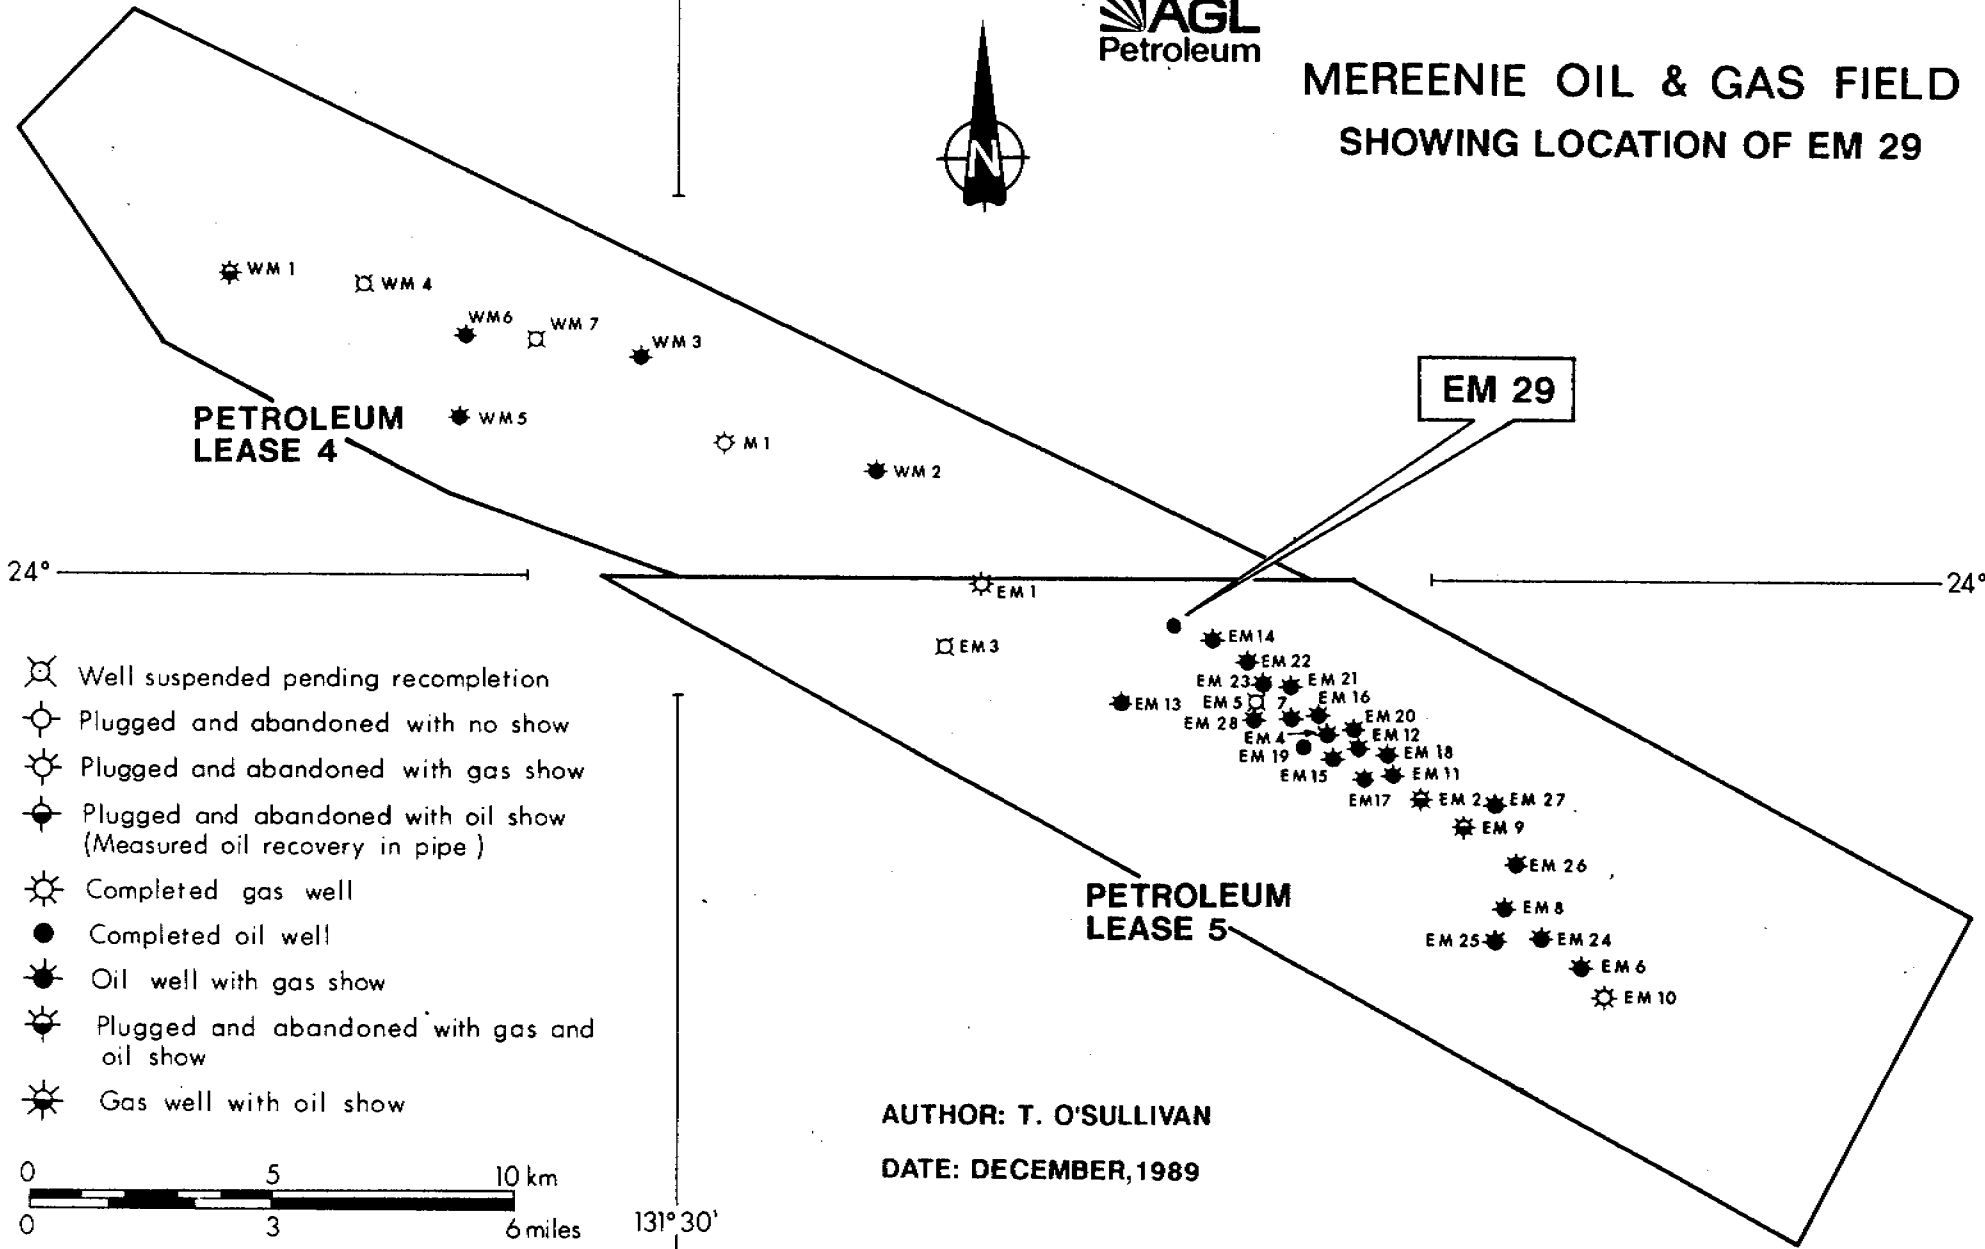 AGL
Petroleum
MEREENIE OIL & GAS FIELD
SHOWING LOCATION OF EM 29
N
WM 1
WM 4
WM6
WM 7
WM 3
EM 29
PETROLEUM
LEASE 4
WM5
M1
WM 2
24°
24°
EM 1
EM 3
EM14
EM 22
EM 23
EM 21
EM 13
EM 5
7
EM 16
EM 28
EM 20
EM 4
EM 12
EM 19
EM 18
EM 15
EM 11
EM17
EM 2
EM 27
EM 9
EM 26
EM 8
EM 25
EM 24
EM 6
EM 10
PETROLEUM
LEASE 5
Well suspended pending recompletion
Plugged and abandoned with no show
Plugged and abandoned with gas show
Plugged and abandoned with oil show
(Measured oil recovery in pipe )
Completed gas well
Completed oil well
Oil well with gas show
Plugged and abandoned with gas and
oil show
Gas well with oil show
0 5 10 km
0 3 6 miles
131°30'
AUTHOR: T. O'SULLIVAN
DATE: DECEMBER,1989